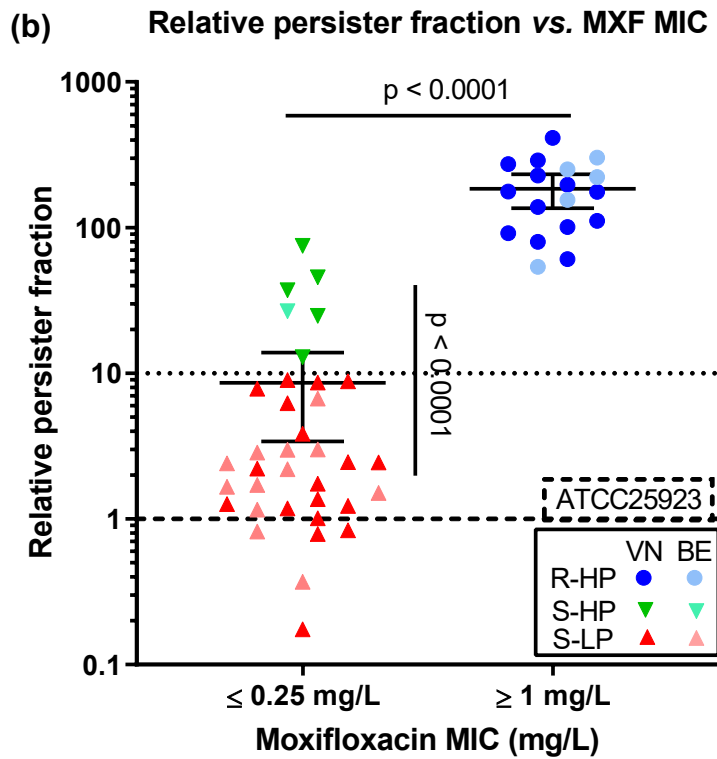 (b) Relative persister fraction vs. MXF MIC
p < 0.0001
1000
100
10
1
0.1
Relative persister fraction
p < 0.0001
ATCC25923
VN BE
R-HP
S-HP
S-LP
≤ 0.25 mg/L ≥ 1 mg/L
Moxifloxacin MIC (mg/L)